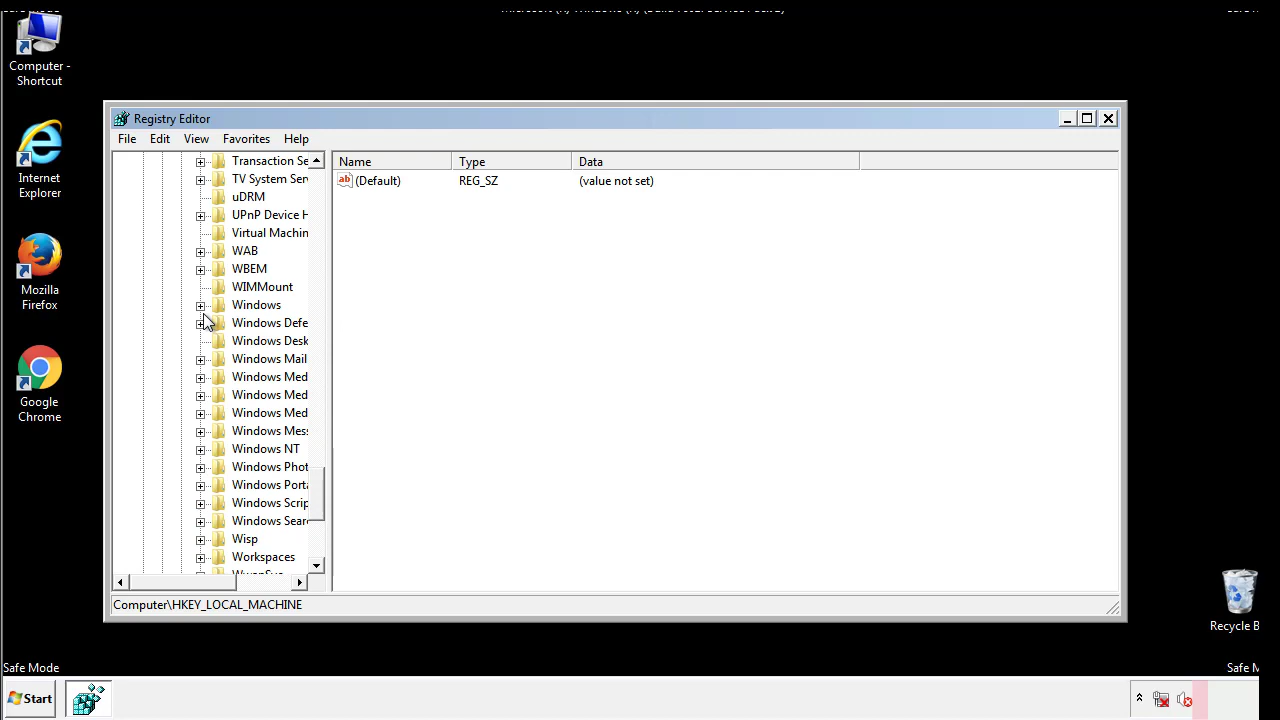 Computer -
Shortcut
Internet
Explorer
Mozilla
Firefox
Google
Chrome
Registry Editor
File Edit View Favorites Help
Transaction Se
TV System Serv
uDRM
UPnP Device H
Virtual Machin
WAB
WBEM
WIMMount
Windows
Windows Defe
Windows Desk
Windows Mail
Windows Med
Windows Med
Windows Med
Windows Mess
Windows NT
Windows Phot
Windows Porta
Windows Scrip
Windows Sear
Wisp
Workspaces
Name Type Data
ab (Default) REG_SZ (value not set)
Computer\HKEY_LOCAL_MACHINE
Recycle B
Safe Mode
Safe M
Start